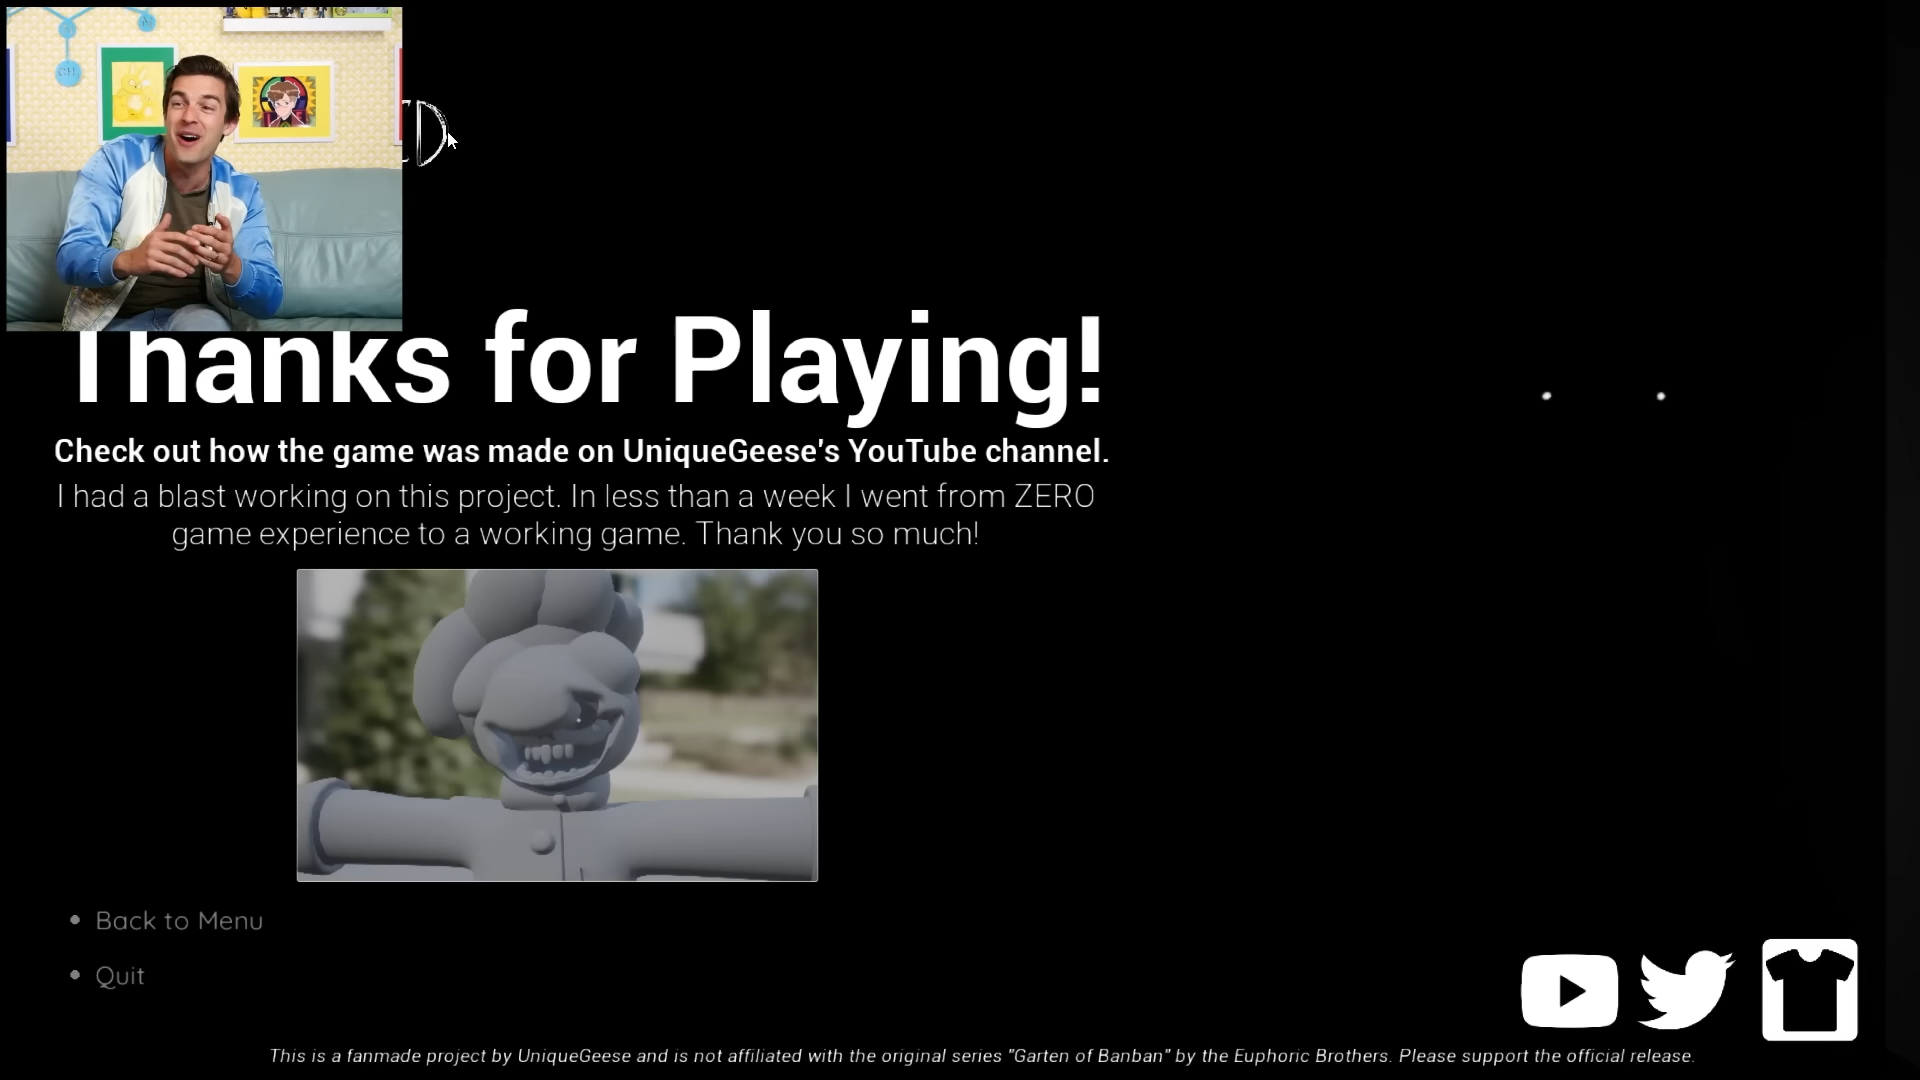 Thanks for Playing!
Check out how the game was made on UniqueGeese's YouTube channel.
I had a blast working on this project. In less than a week I went from ZERO
game experience to a working game. Thank you so much!
Back to Menu
Quit
This is a fanmade project by UniqueGeese and is not affiliated with the original series "Garten of Banban" by the Euphoric Brothers. Please support the official release.